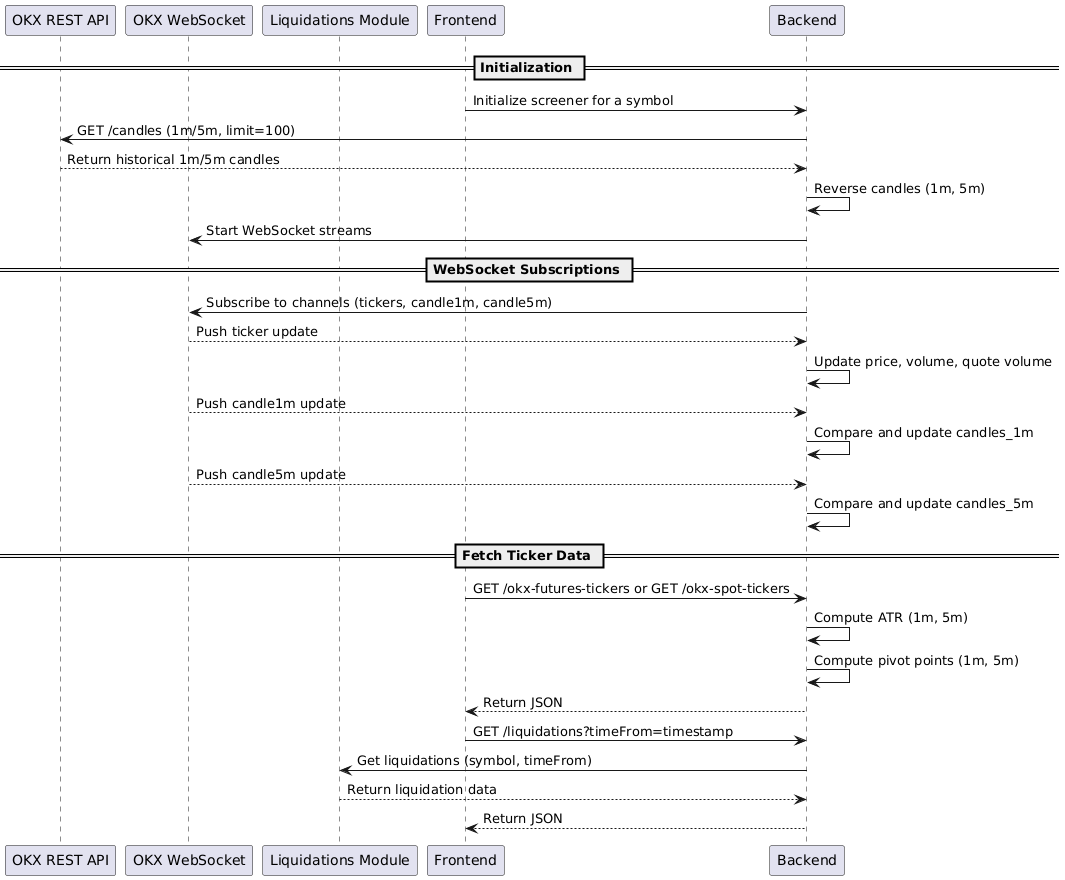 OKX REST API
OKX WebSocket
Liquidations Module
Frontend
Backend
Initialization
Initialize screener for a symbol
GET /candles (1m/5m, limit=100)
Return historical 1m/5m candles
Reverse candles (1m, 5m)
Start WebSocket streams
WebSocket Subscriptions
Subscribe to channels (tickers, candle1m, candle5m)
Push ticker update
Update price, volume, quote volume
Push candle1m update
Compare and update candles_1m
Push candle5m update
Compare and update candles_5m
Fetch Ticker Data
GET /okx-futures-tickers or GET /okx-spot-tickers
Compute ATR (1m, 5m)
Compute pivot points (1m, 5m)
Return JSON
GET /liquidations?timeFrom=timestamp
Get liquidations (symbol, timeFrom)
Return liquidation data
Return JSON
OKX REST API
OKX WebSocket
Liquidations Module
Frontend
Backend